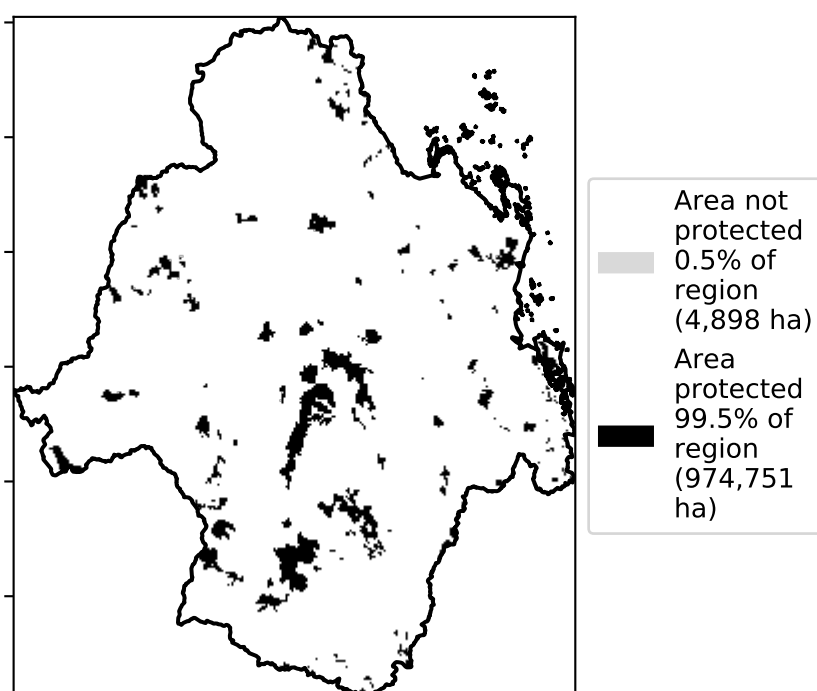 Area not
protected
0.5% of
region
(4,898 ha)
Area
protected
99.5% of
region
(974,751
ha)